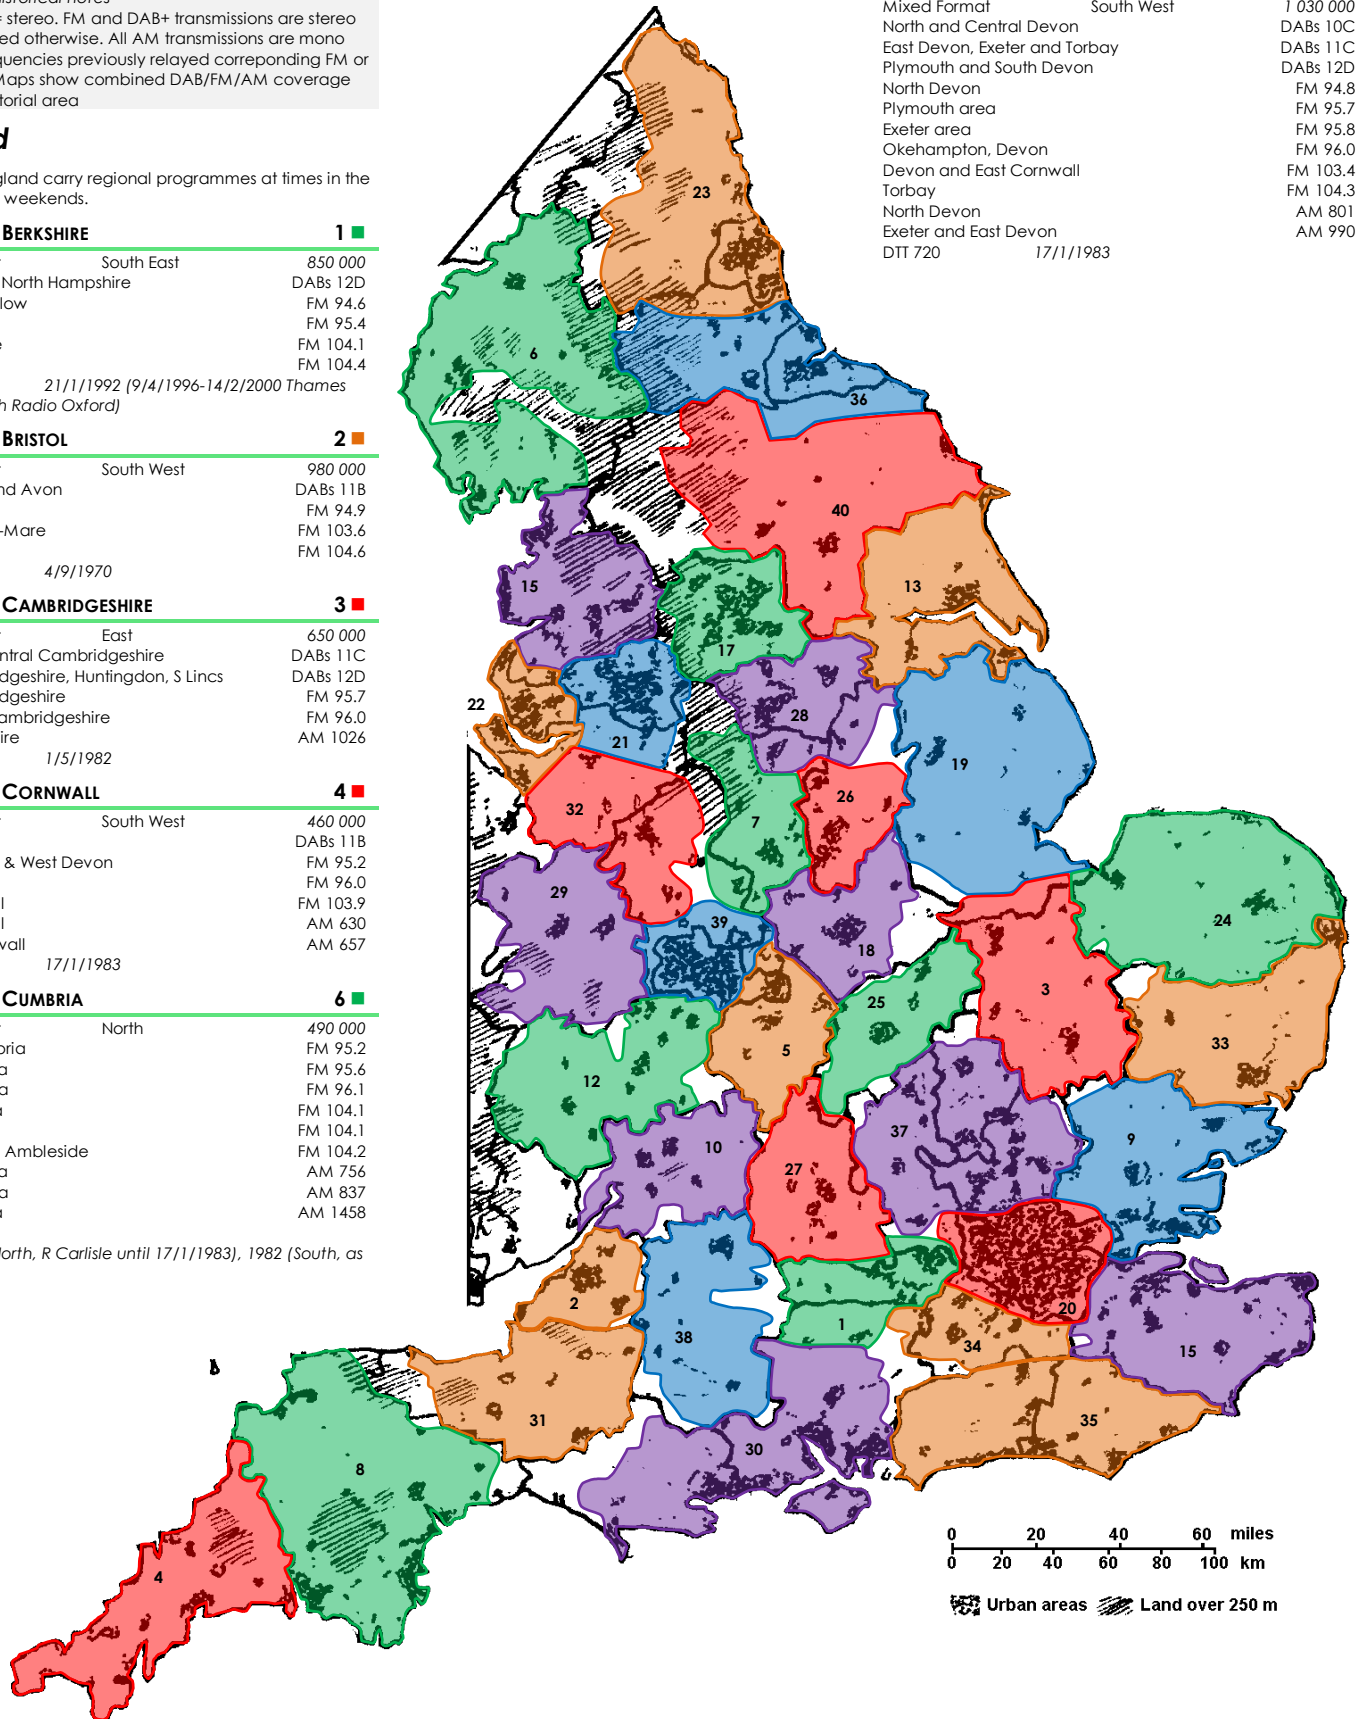 istorical notes
= stereo. FM and DAB+ transmissions are stereo
ed otherwise. All AM transmissions are mono
quencies previously relayed correponding FM or
Maps show combined DAB/FM/AM coverage
torial area
d
gland carry regional programmes at times in the
weekends.
BERKSHIRE 1
South East 850 000
North Hampshire DABs 12D
low FM 94.6
FM 95.4
e FM 104.1
FM 104.4
21/1/1992 (9/4/1996-14/2/2000 Thames
h Radio Oxford)
BRISTOL 2
South West 980 000
nd Avon DABs 11B
FM 94.9
-Mare FM 103.6
FM 104.6
4/9/1970
CAMBRIDGESHIRE 3
East 650 000
ntral Cambridgeshire DABs 11C
dgeshire, Huntingdon, S Lincs DABs 12D
dgeshire FM 95.7
ambridgeshire FM 96.0
ire AM 1026
1/5/1982
CORNWALL 4
South West 460 000
DABs 11B
& West Devon FM 95.2
FM 96.0
l FM 103.9
l AM 630
wall AM 657
17/1/1983
CUMBRIA 6
North 490 000
bria FM 95.2
a FM 95.6
a FM 96.1
a FM 104.1
FM 104.1
Ambleside FM 104.2
a AM 756
a AM 837
a AM 1458
North, R Carlisle until 17/1/1983), 1982 (South, as
Mixed Format South West 1 030 000
North and Central Devon DABs 10C
East Devon, Exeter and Torbay DABs 11C
Plymouth and South Devon DABs 12D
North Devon FM 94.8
Plymouth area FM 95.7
Exeter area FM 95.8
Okehampton, Devon FM 96.0
Devon and East Cornwall FM 103.4
Torbay FM 104.3
North Devon AM 801
Exeter and East Devon AM 990
DTT 720 17/1/1983
23
6
36
40
15
13
17
22
21
28
19
32
7
26
29
39
18
24
25
3
5
33
12
10
37
9
27
2
38
1
20
34
15
31
30
35
8
4
0 20 40 60 miles
0 20 40 60 80 100 km
Urban areas Land over 250 m